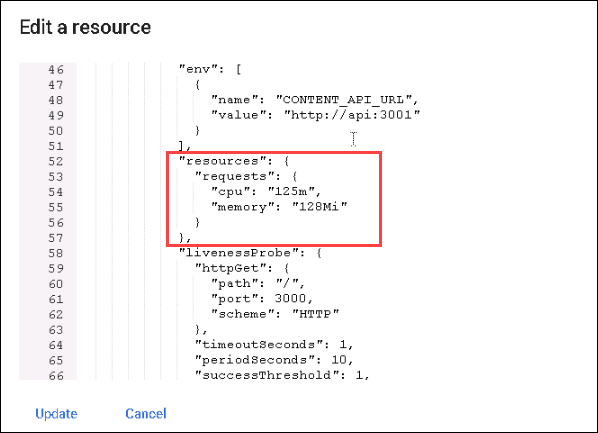 Edit a resource
46 "env": [
47 {
48 "name": "CONTENT_API_URL",
49 "value": "http://api:3001"
50 }
51 ],
52 "resources": {
53 "requests": {
54 "cpu": "125m",
55 "memory": "128Mi"
56 }
57 },
58 "livenessProbe": {
59 "httpGet": {
60 "path": "/",
61 "port": 3000,
62 "scheme": "HTTP"
63 },
64 "timeoutSeconds": 1,
65 "periodSeconds": 10,
66 "successThreshold": 1,
Update Cancel